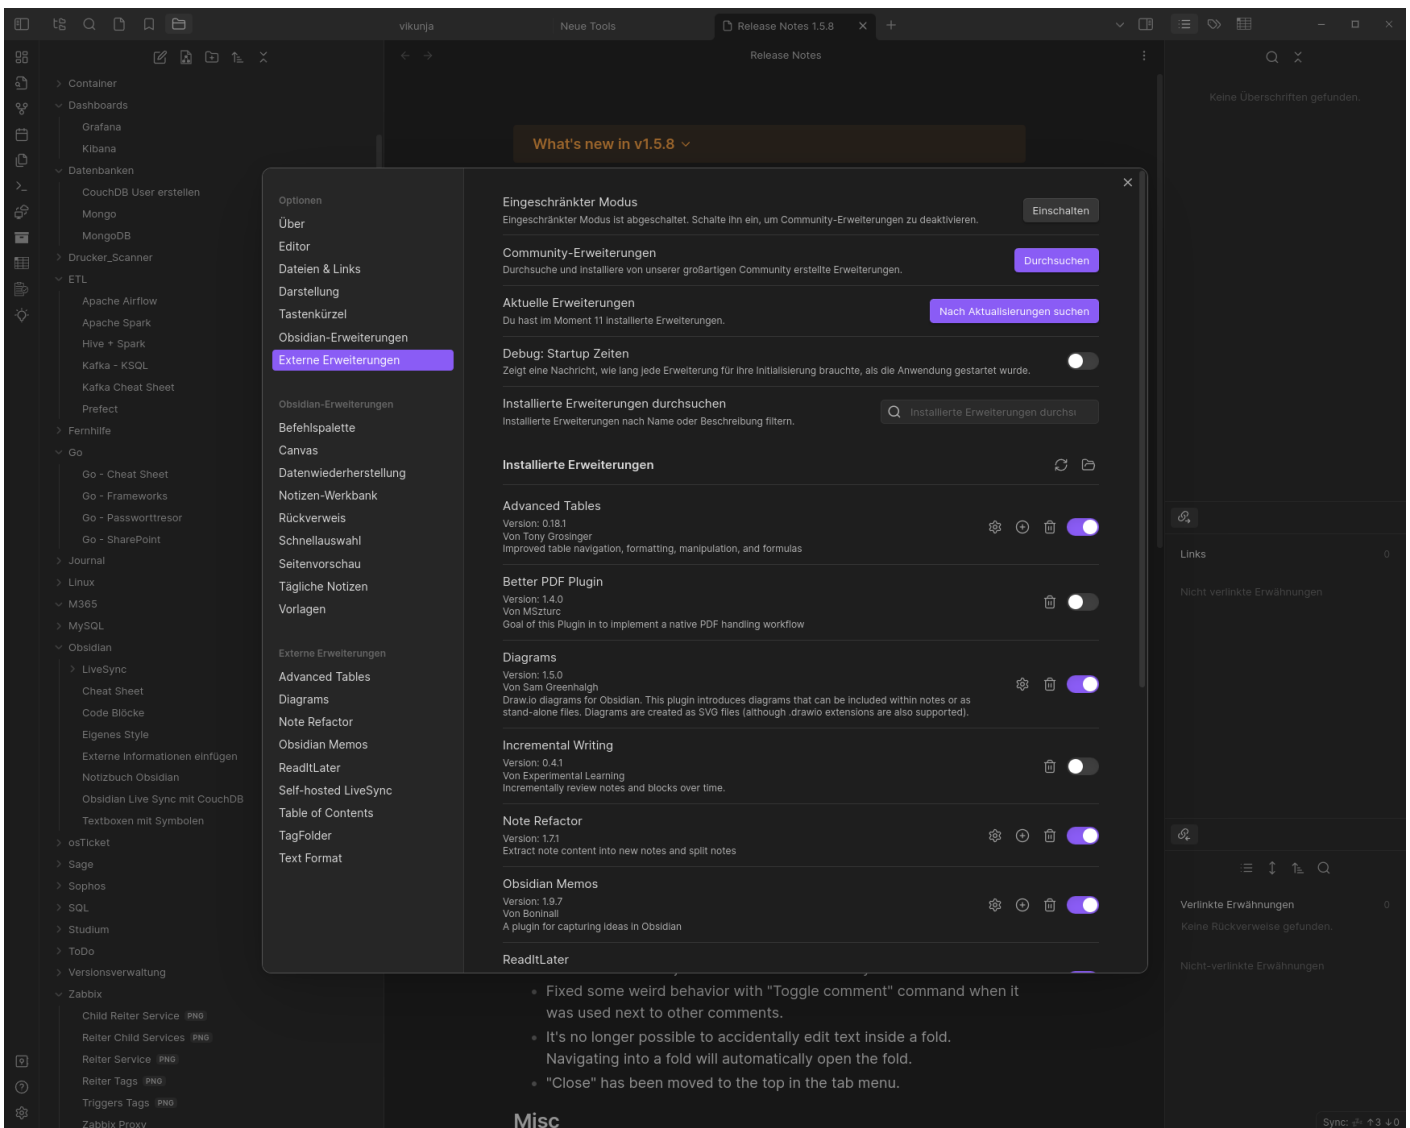 vikunja
Neue Tools
Release Notes 1.5.8
Release Notes
Container
Dashboards
Grafana
Kibana
Datenbanken
CouchDB User erstellen
Mongo
MongoDB
Drucker_Scanner
ETL
Apache Airflow
Apache Spark
Hive + Spark
Kafka - KSQL
Kafka Cheat Sheet
Prefect
Fernhilfe
Go
Go - Cheat Sheet
Go - Frameworks
Go - Passworttresor
Go - SharePoint
Journal
Linux
M365
MySQL
Obsidian
LiveSync
Cheat Sheet
Code Blöcke
Eigenes Style
Externe Informationen einfügen
Notizbuch Obsidian
Obsidian Live Sync mit CouchDB
Textboxen mit Symbolen
osTicket
Sage
Sophos
SQL
Studium
ToDo
Versionsverwaltung
Zabbix
Child Reiter Service PNG
Reiter Child Services PNG
Reiter Service PNG
Reiter Tags PNG
Triggers Tags PNG
Zabbix Proxy
What's new in v1.5.8
Optionen
Über
Editor
Dateien & Links
Darstellung
Tastenkürzel
Obsidian-Erweiterungen
Externe Erweiterungen
Obsidian-Erweiterungen
Befehlspalette
Canvas
Datenwiederherstellung
Notizen-Werkbank
Rückverweis
Schnellauswahl
Seitenvorschau
Tägliche Notizen
Vorlagen
Externe Erweiterungen
Advanced Tables
Diagrams
Note Refactor
Obsidian Memos
ReadItLater
Self-hosted LiveSync
Table of Contents
TagFolder
Text Format
Eingeschränkter Modus
Eingeschränkter Modus ist abgeschaltet. Schalte ihn ein, um Community-Erweiterungen zu deaktivieren.
Einschalten
Community-Erweiterungen
Durchsuche und installiere von unserer großartigen Community erstellte Erweiterungen.
Durchsuchen
Aktuelle Erweiterungen
Du hast im Moment 11 installierte Erweiterungen.
Nach Aktualisierungen suchen
Debug: Startup Zeiten
Zeigt eine Nachricht, wie lang jede Erweiterung für ihre Initialisierung brauchte, als die Anwendung gestartet wurde.
Installierte Erweiterungen durchsuchen
Installierte Erweiterungen nach Name oder Beschreibung filtern.
Installierte Erweiterungen durchsu
Installierte Erweiterungen
Advanced Tables
Version: 0.18.1
Von Tony Grosinger
Improved table navigation, formatting, manipulation, and formulas
Better PDF Plugin
Version: 1.4.0
Von MSzturc
Goal of this Plugin in to implement a native PDF handling workflow
Diagrams
Version: 1.5.0
Von Sam Greenhalgh
Draw.io diagrams for Obsidian. This plugin introduces diagrams that can be included within notes or as
stand-alone files. Diagrams are created as SVG files (although .drawio extensions are also supported).
Incremental Writing
Version: 0.4.1
Von Experimental Learning
Incrementally review notes and blocks over time.
Note Refactor
Version: 1.7.1
Extract note content into new notes and split notes
Obsidian Memos
Version: 1.9.7
Von Boninall
A plugin for capturing ideas in Obsidian
ReadItLater
Fixed some weird behavior with "Toggle comment" command when it
was used next to other comments.
It's no longer possible to accidentally edit text inside a fold.
Navigating into a fold will automatically open the fold.
"Close" has been moved to the top in the tab menu.
Misc
Keine Überschriften gefunden.
Links 0
Nicht verlinkte Erwähnungen
Verlinkte Erwähnungen 0
Keine Rückverweise gefunden.
Nicht-verlinkte Erwähnungen
Sync: ↑3 ↓0